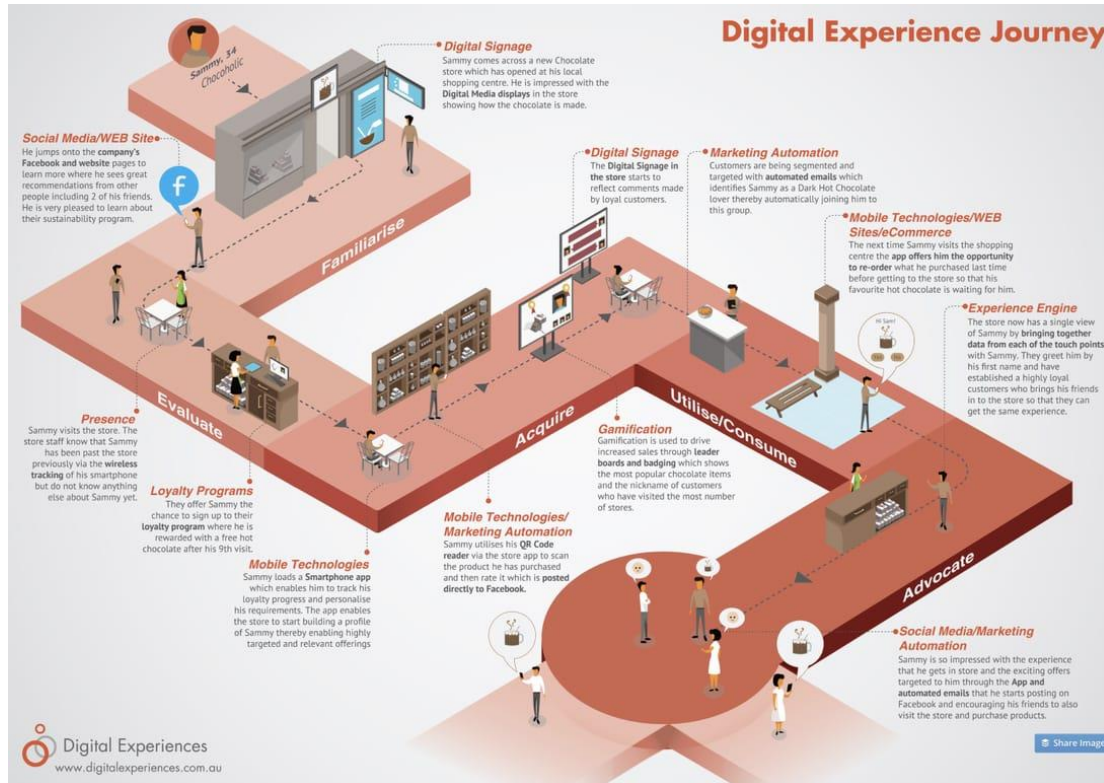 Digital Experience Journey
Sammy, 34
Chocoholic
Digital Signage
Sammy comes across a new Chocolate
store which has opened at his local
shopping centre. He is impressed with the
Digital Media displays in the store
showing how the chocolate is made.
Social Media/WEB Site
He jumps onto the company's
Facebook and website pages to
learn more where he sees great
recommendations from other
people including 2 of his friends.
He is very pleased to learn about
their sustainability program.
f
Familiarise
Presence
Sammy visits the store. The
store staff know that Sammy
has been past the store
previously via the wireless
tracking of his smartphone
but do not know anything
else about Sammy yet.
Evaluate
Loyalty Programs
They offer Sammy the
chance to sign up to their
loyalty program where he is
rewarded with a free hot
chocolate after his 9th visit.
Mobile Technologies
Sammy loads a Smartphone app
which enables him to track his
loyalty progress and personalise
his requirements. The app enables
the store to start building a profile
of Sammy thereby enabling highly
targeted and relevant offerings
Mobile Technologies/
Marketing Automation
Sammy utilises his QR Code
reader via the store app to scan
the product he has purchased
and then rate it which is posted
directly to Facebook.
Acquire
Gamification
Gamification is used to drive
increased sales through leader
boards and badging which shows
the most popular chocolate items
and the nickname of customers
who have visited the most number
of stores.
Digital Signage
The Digital Signage in
the store starts to
reflect comments made
by loyal customers.
Marketing Automation
Customers are being segmented and
targeted with automated emails which
identifies Sammy as a Dark Hot Chocolate
lover thereby automatically joining him to
this group.
Utilise/Consume
Mobile Technologies/WEB
Sites/eCommerce
The next time Sammy visits the shopping
centre the app offers him the opportunity
to re-order what he purchased last time
before getting to the store so that his
favourite hot chocolate is waiting for him.
Hi Sam!
Experience Engine
The store now has a single view
of Sammy by bringing together
data from each of the touch points
with Sammy. They greet him by
his first name and have
established a highly loyal
customers who brings his friends
in to the store so that they can
get the same experience.
Advocate
Social Media/Marketing
Automation
Sammy is so impressed with the experience
that he gets in store and the exciting offers
targeted to him through the App and
automated emails that he starts posting on
Facebook and encouraging his friends to also
visit the store and purchase products.
Digital Experiences
www.digitalexperiences.com.au
Share Image